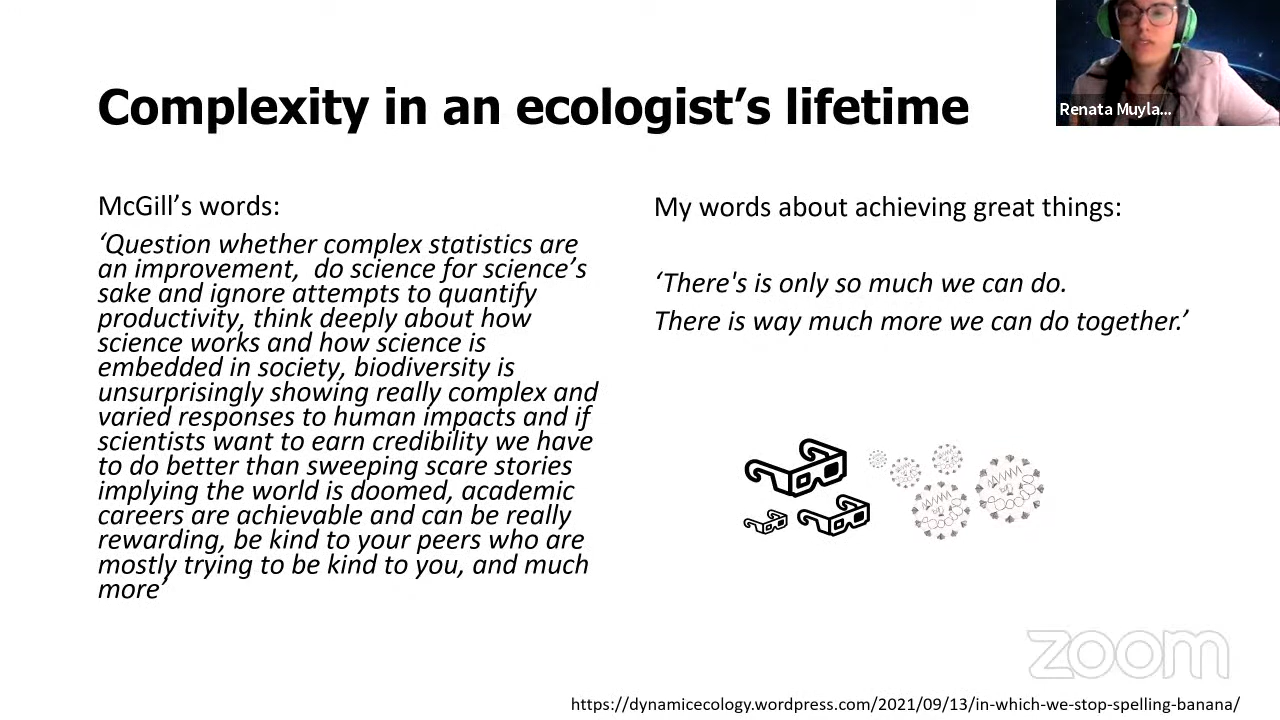 Complexity in an ecologist’s lifetime
Renata Muyla...
McGill’s words:
‘Question whether complex statistics are
an improvement,  do science for science’s
sake and ignore attempts to quantify
productivity, think deeply about how
science works and how science is
embedded in society, biodiversity is
unsurprisingly showing really complex and
varied responses to human impacts and if
scientists want to earn credibility we have
to do better than sweeping scare stories
implying the world is doomed, academic
careers are achievable and can be really
rewarding, be kind to your peers who are
mostly trying to be kind to you, and much
more’
My words about achieving great things:
‘There's is only so much we can do.
There is way much more we can do together.’
zoom
https://dynamicecology.wordpress.com/2021/09/13/in-which-we-stop-spelling-banana/